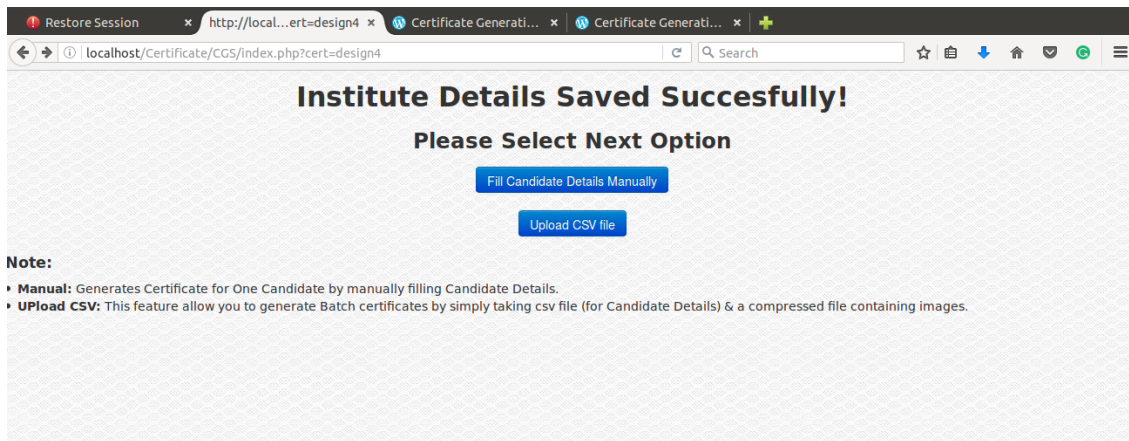 Restore Session
http://local...ert=design4
Certificate Generati...
Certificate Generati...
localhost/Certificate/CGS/index.php?cert=design4
Search
Institute Details Saved Succesfully!
Please Select Next Option
Fill Candidate Details Manually
Upload CSV file
Note:
• Manual: Generates Certificate for One Candidate by manually filling Candidate Details.
• UPload CSV: This feature allow you to generate Batch certificates by simply taking csv file (for Candidate Details) & a compressed file containing images.